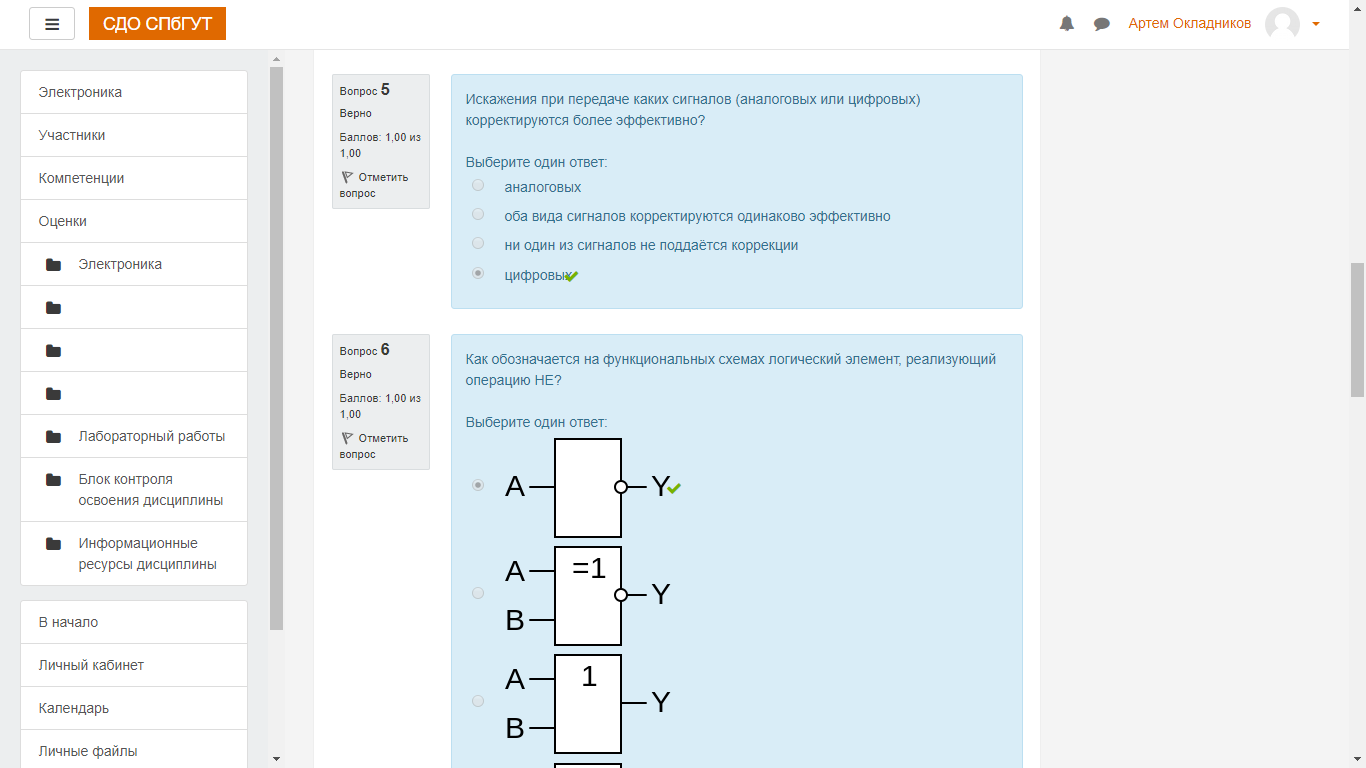 СДО СПбГУТ
Артем Окладников
Электроника
Участники
Компетенции
Оценки
Электроника
Лабораторный работы
Блок контроля
освоения дисциплины
Информационные
ресурсы дисциплины
В начало
Личный кабинет
Календарь
Личные файлы
Вопрос 5
Верно
Баллов: 1,00 из
1,00
Отметить
вопрос
Искажения при передаче каких сигналов (аналоговых или цифровых)
корректируются более эффективно?
Выберите один ответ:
аналоговых
оба вида сигналов корректируются одинаково эффективно
ни один из сигналов не поддаётся коррекции
цифровых
Вопрос 6
Верно
Баллов: 1,00 из
1,00
Отметить
вопрос
Как обозначается на функциональных схемах логический элемент, реализующий
операцию НЕ?
Выберите один ответ:
A Y
A =1
Y
B
A 1
Y
B